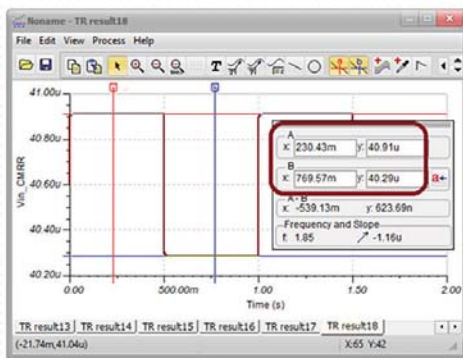 Noname - TR result18
File Edit View Process Help
T
41.00u
40.80u
40.60u
40.40u
40.20u
Vin_CMRR
a
b
A
x: 230.43m y: 40.91u
B
x: 769.57m y: 40.29u
A - B
x: -539.13m y: 623.69n
Frequency and Slope
f: 1.85 -1.16u
0.00 500.00m 1.00 1.50 2.00
Time (s)
TR result13 TR result14 TR result15 TR result16 TR result17 TR result18
(-21.74m,41.04u) X:65 Y:42